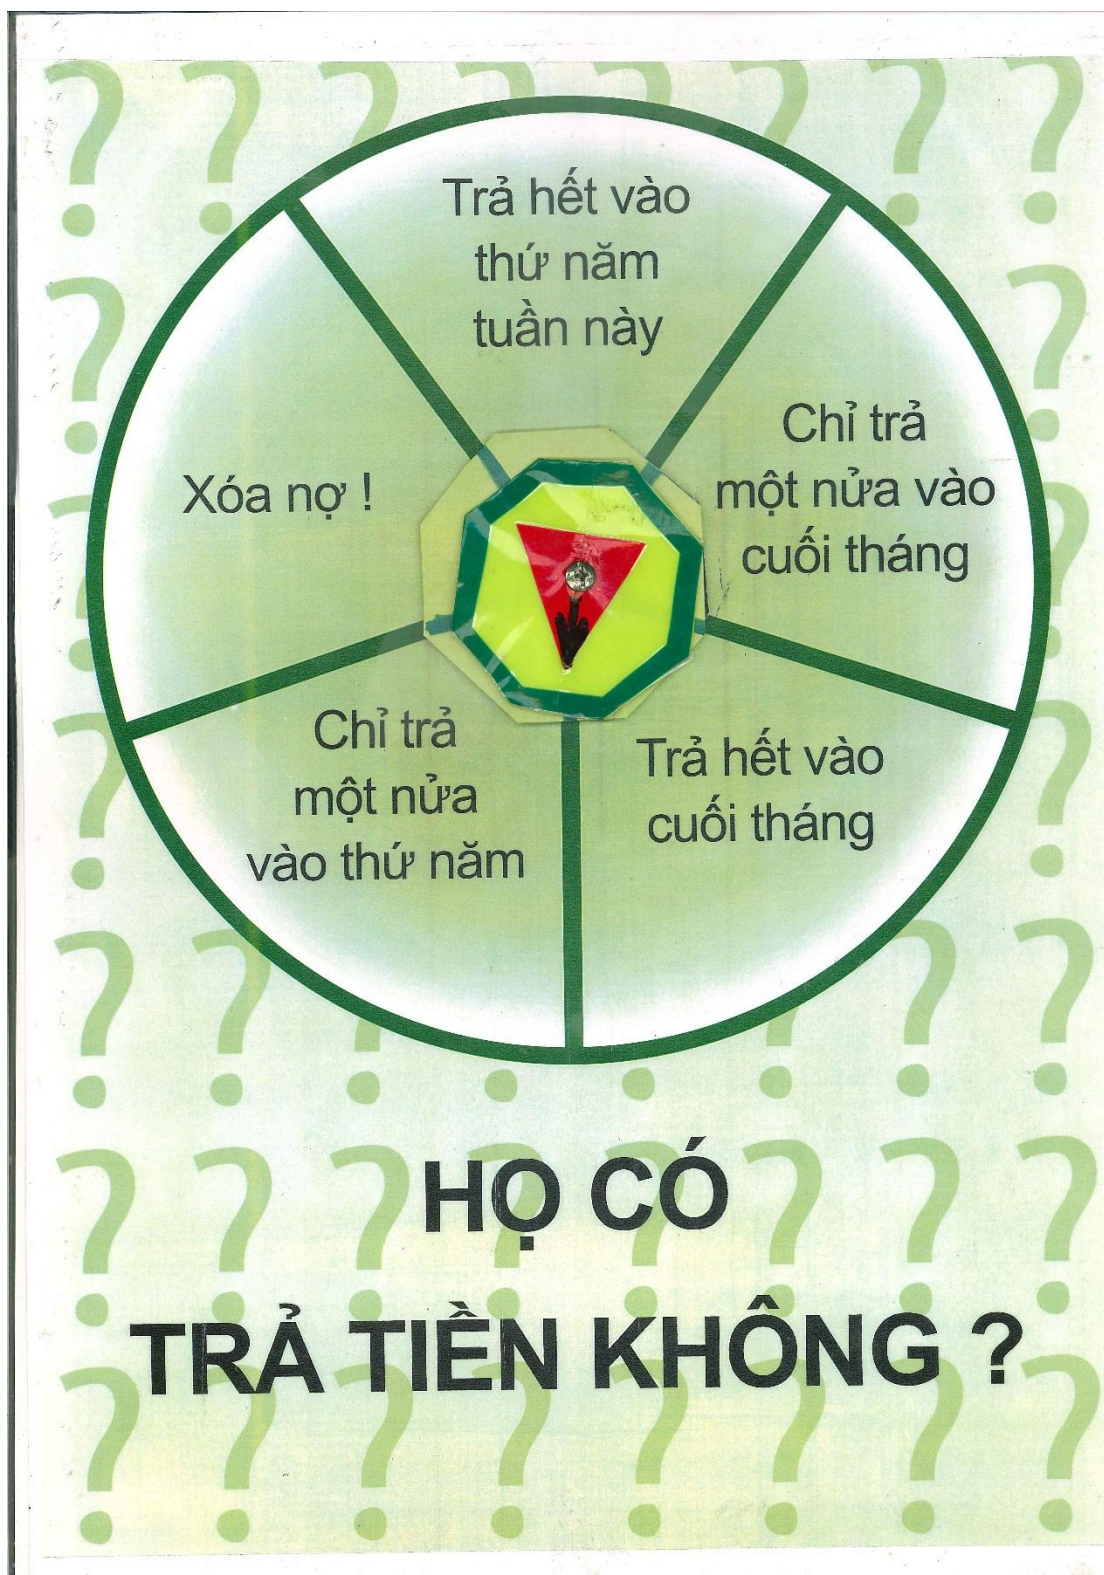 Trả hết vào
thứ năm
tuần này
Chỉ trả
một nửa vào
cuối tháng
Xóa nợ !
Chỉ trả
một nửa
vào thứ năm
Trả hết vào
cuối tháng
HỌ CÓ
TRẢ TIỀN KHÔNG ?